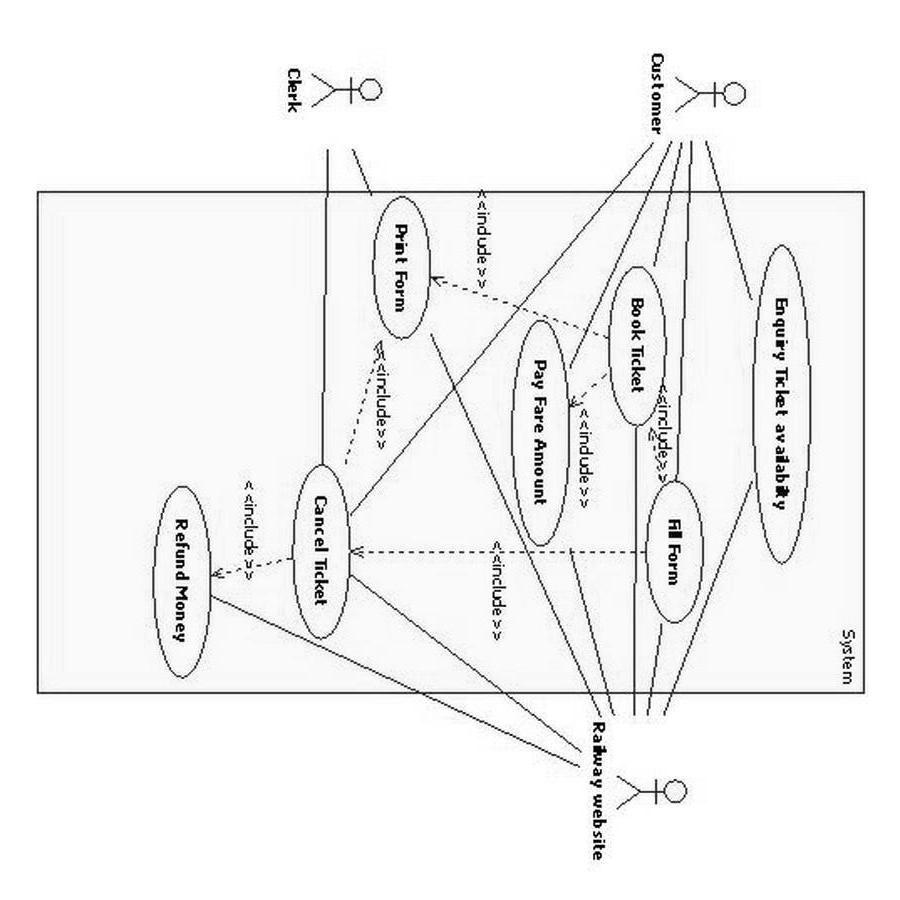 System
Enquiry Ticket availabilty
Fill Form
<<include>>
Customer
Book Ticket
Railway website
<<include>>
Pay Fare Amount
<<include>>
<<include>>
Print Form
<<include>>
Cancel Ticket
Clerk
<<include>>
Refund Money